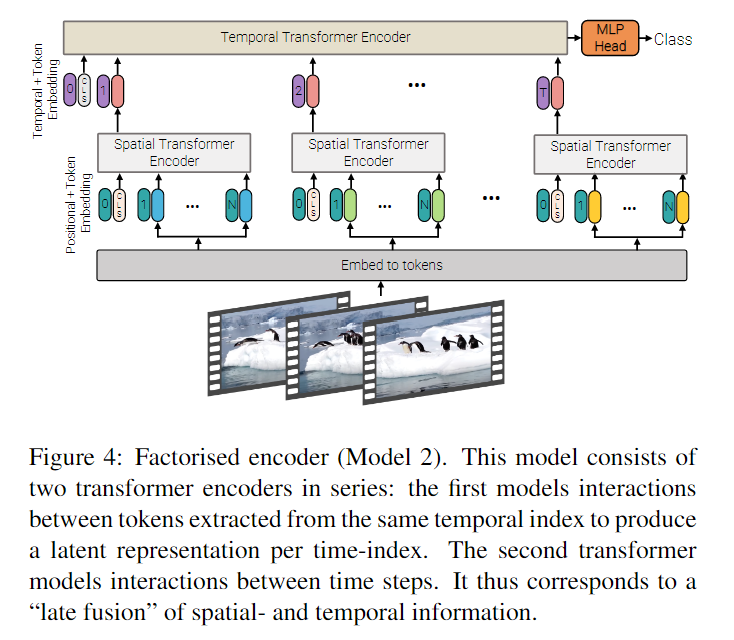 Temporal Transformer Encoder
MLP
Head
Class
Temporal + Token
Embedding
0 CLS 1
2
...
T
Spatial Transformer
Encoder
Spatial Transformer
Encoder
Spatial Transformer
Encoder
Positional + Token
Embedding
0 CLS 1 ... N
0 CLS 1 ... N
...
0 CLS 1 ... N
Embed to tokens
Figure 4: Factorised encoder (Model 2). This model consists of
two transformer encoders in series: the first models interactions
between tokens extracted from the same temporal index to produce
a latent representation per time-index. The second transformer
models interactions between time steps. It thus corresponds to a
“late fusion” of spatial- and temporal information.